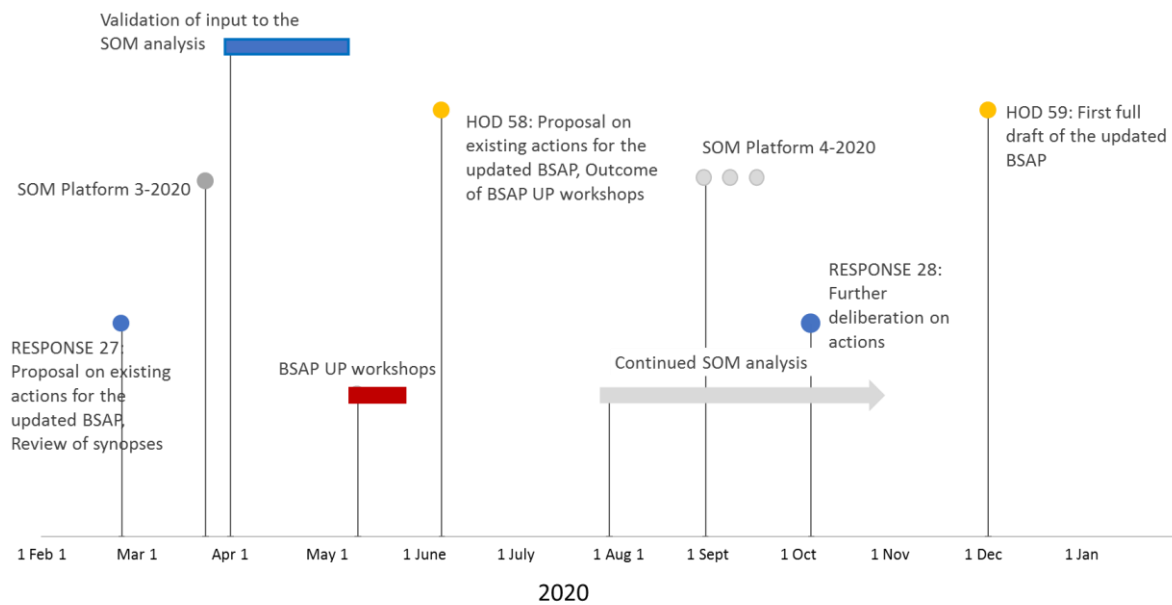 Validation of input to the
SOM analysis
HOD 58: Proposal on
existing actions for the
updated BSAP, Outcome
of BSAP UP workshops
HOD 59: First full
draft of the updated
BSAP
SOM Platform 4-2020
SOM Platform 3-2020
RESPONSE 28:
Further
deliberation on
actions
RESPONSE 27:
Proposal on existing
actions for the
updated BSAP,
Review of synopses
BSAP UP workshops
Continued SOM analysis
1 Feb 1
Mar 1
Apr 1
May 1
1 June
1 July
1 Aug 1
1 Sept
1 Oct
1 Nov
1 Dec
1 Jan
2020